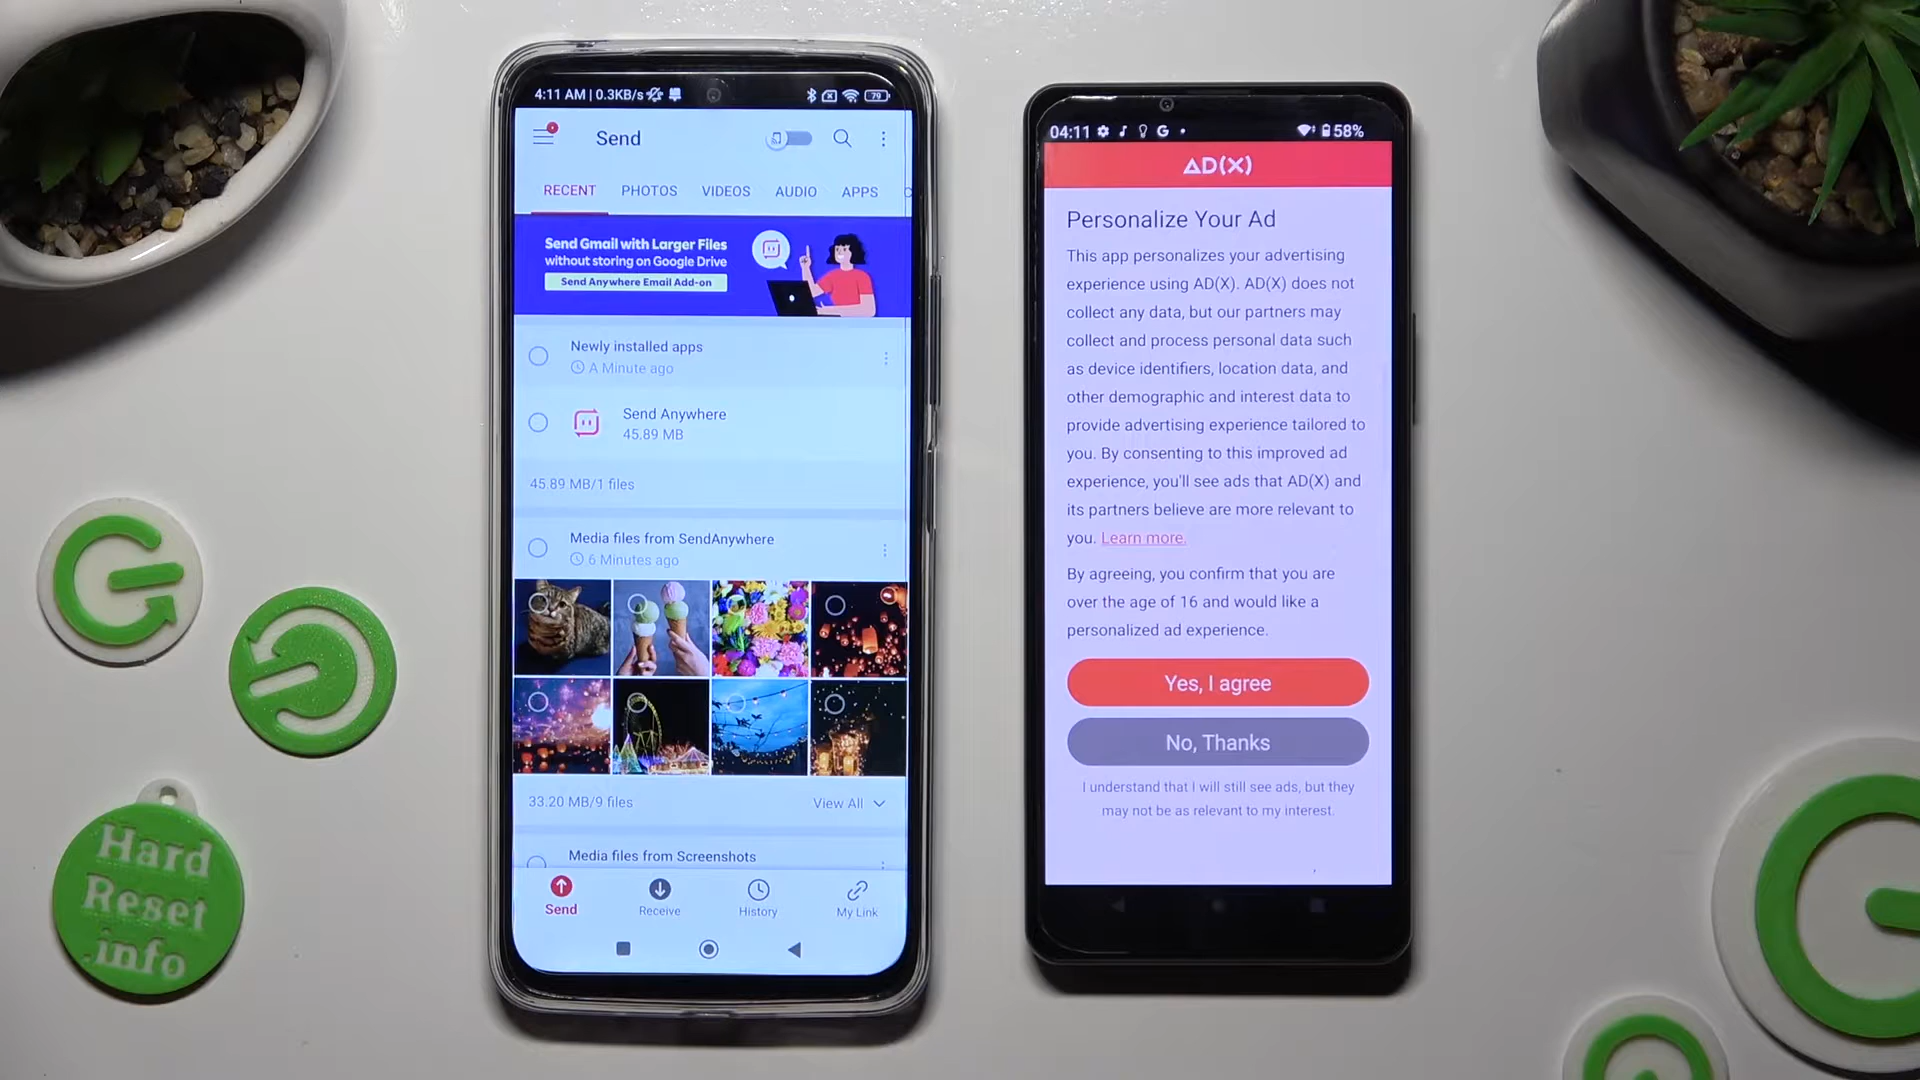 4:11 AM | 0.3KB/s
79
Send
RECENT PHOTOS VIDEOS AUDIO APPS
Send Gmail with Larger Files
without storing on Google Drive
Send Anywhere Email Add-on
Newly installed apps
A Minute ago
Send Anywhere
45.89 MB
45.89 MB/1 files
Media files from SendAnywhere
6 Minutes ago
33.20 MB/9 files
View All
Media files from Screenshots
Send
Receive
History
My Link
04:11
58%
AD(X)
Personalize Your Ad
This app personalizes your advertising
experience using AD(X). AD(X) does not
collect any data, but our partners may
collect and process personal data such
as device identifiers, location data, and
other demographic and interest data to
provide advertising experience tailored to
you. By consenting to this improved ad
experience, you'll see ads that AD(X) and
its partners believe are more relevant to
you. Learn more.
By agreeing, you confirm that you are
over the age of 16 and would like a
personalized ad experience.
Yes, I agree
No, Thanks
I understand that I will still see ads, but they
may not be as relevant to my interest.
Hard
Reset
.info